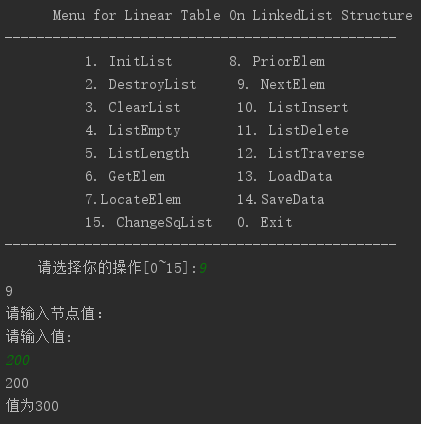 Menu for Linear Table On LinkedList Structure
-------------------------------------------------
1. InitList 8. PriorElem
2. DestroyList 9. NextElem
3. ClearList 10. ListInsert
4. ListEmpty 11. ListDelete
5. ListLength 12. ListTraverse
6. GetElem 13. LoadData
7.LocateElem 14.SaveData
15. ChangeSqList 0. Exit
-------------------------------------------------
请选择你的操作[0~15]:9
9
请输入节点值:
请输入值:
200
200
值为300